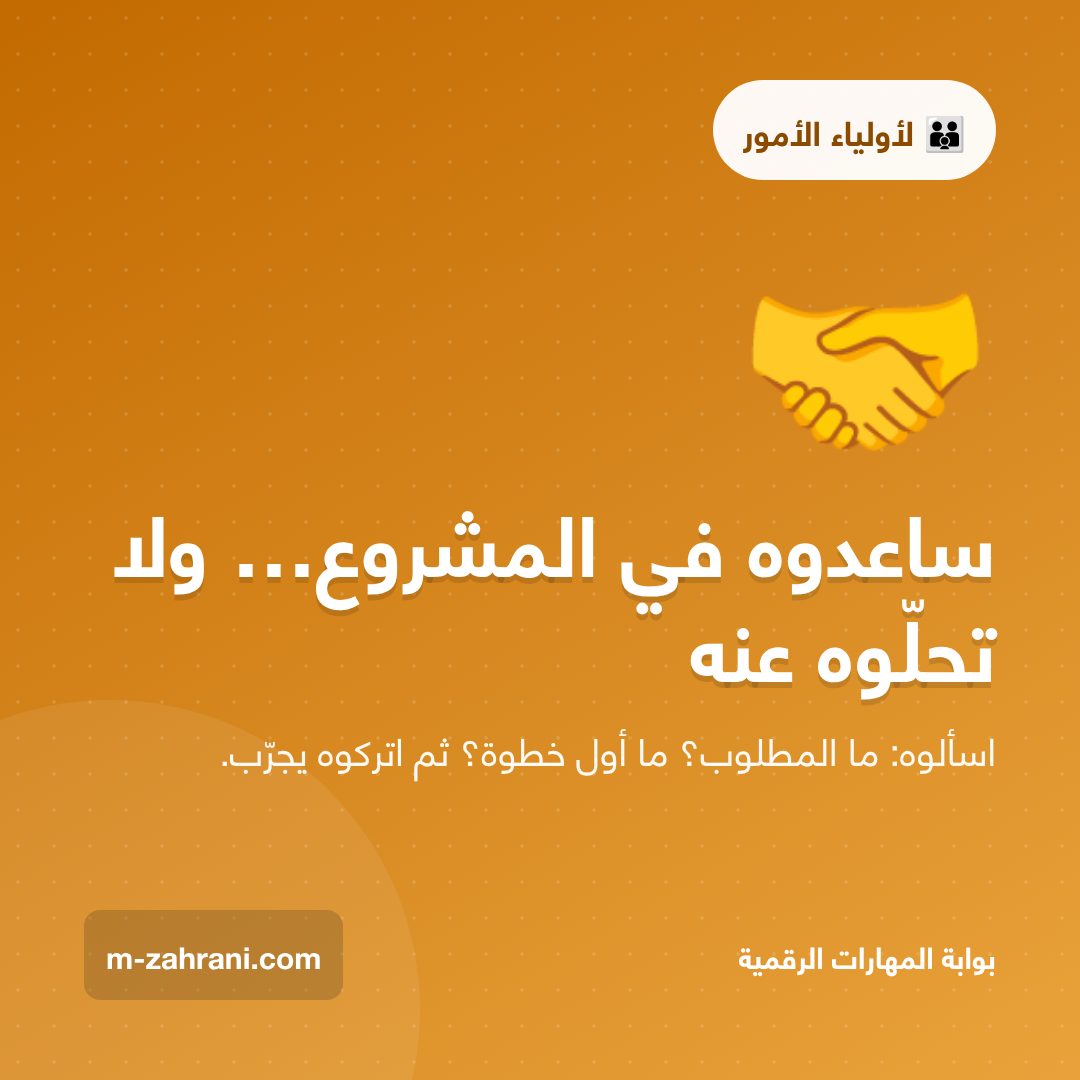 لأولياء الأمور
ساعدوه في المشروع... ولا
تحلّوه عنه
اسألوه: ما المطلوب؟ ما أول خطوة؟ ثم اتركوه يجرّب.
بوابة المهارات الرقمية
m-zahrani.com